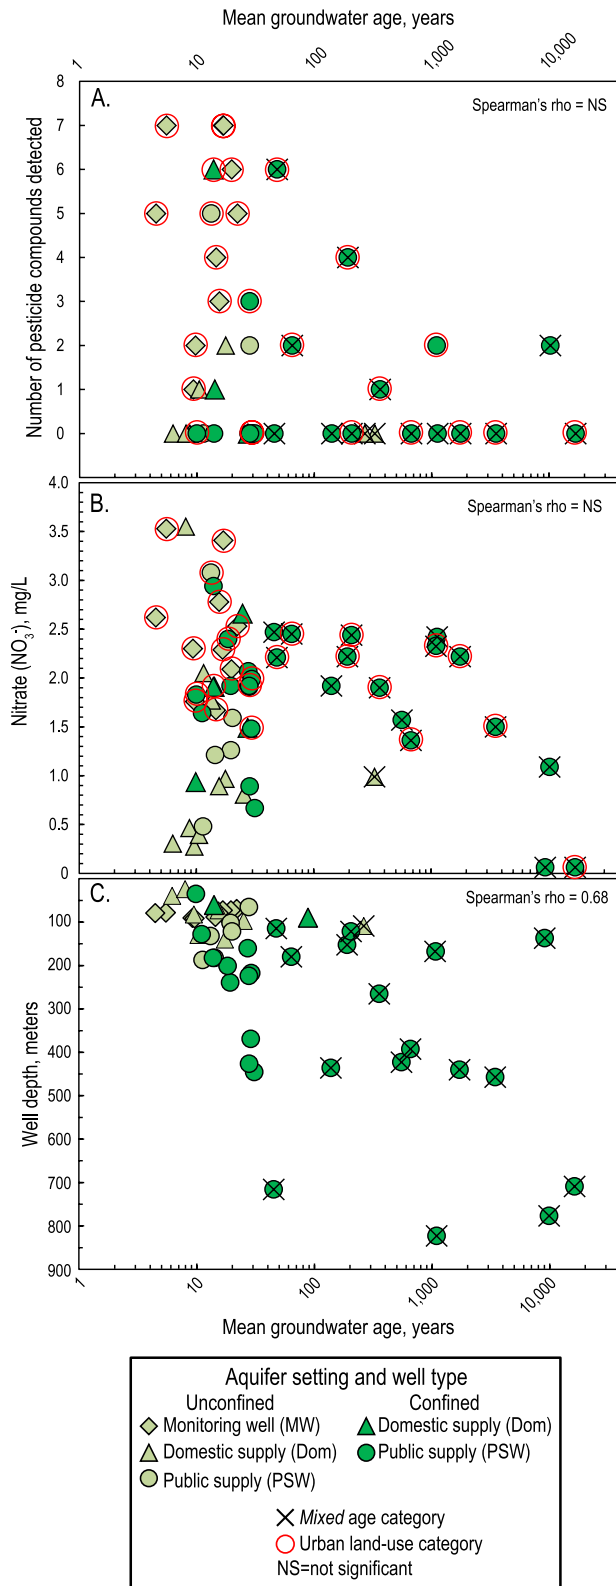 Mean groundwater age, years
1 10 100 1,000 10,000
A.
Spearman's rho = NS
Number of pesticide compounds detected
8
7
6
5
4
3
2
1
0
B.
Spearman's rho = NS
Nitrate (NO₃⁻), mg/L
4.0
3.5
3.0
2.5
2.0
1.5
1.0
0.5
0
C.
Spearman's rho = 0.68
Well depth, meters
100
200
300
400
500
600
700
800
900
1 10 100 1,000 10,000
Mean groundwater age, years
Aquifer setting and well type
Unconfined Confined
Monitoring well (MW) Domestic supply (Dom)
Domestic supply (Dom) Public supply (PSW)
Public supply (PSW)
Mixed age category
Urban land-use category
NS=not significant